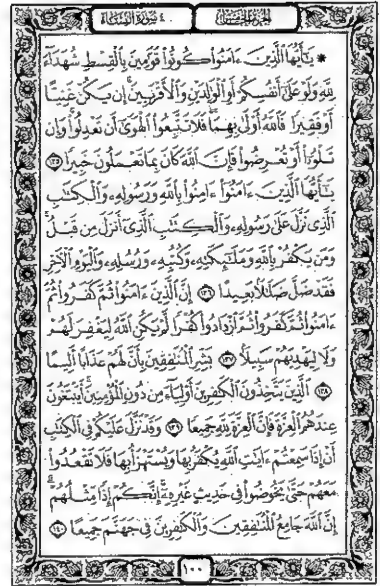 الجزء الخامس ٤ سورة النساء
* يَٰٓأَيُّهَا ٱلَّذِينَ ءَامَنُوا۟ كُونُوا۟ قَوَّٰمِينَ بِٱلْقِسْطِ شُهَدَآءَ
لِلَّهِ وَلَوْ عَلَىٰٓ أَنفُسِكُمْ أَوِ ٱلْوَٰلِدَيْنِ وَٱلْأَقْرَبِينَ ۚ إِن يَكُنْ غَنِيًّا
أَوْ فَقِيرًا فَٱللَّهُ أَوْلَىٰ بِهِمَا ۖ فَلَا تَتَّبِعُوا۟ ٱلْهَوَىٰٓ أَن تَعْدِلُوا۟ ۚ وَإِن
تَلْوُۥٓا۟ أَوْ تُعْرِضُوا۟ فَإِنَّ ٱللَّهَ كَانَ بِمَا تَعْمَلُونَ خَبِيرًا ١٣٥
يَٰٓأَيُّهَا ٱلَّذِينَ ءَامَنُوٓا۟ ءَامِنُوا۟ بِٱللَّهِ وَرَسُولِهِۦ وَٱلْكِتَٰبِ
ٱلَّذِى نَزَّلَ عَلَىٰ رَسُولِهِۦ وَٱلْكِتَٰبِ ٱلَّذِىٓ أَنزَلَ مِن قَبْلُ ۚ
وَمَن يَكْفُرْ بِٱللَّهِ وَمَلَٰٓئِكَتِهِۦ وَكُتُبِهِۦ وَرُسُلِهِۦ وَٱلْيَوْمِ ٱلْءَاخِرِ
فَقَدْ ضَلَّ ضَلَٰلًۢا بَعِيدًا ١٣٦ إِنَّ ٱلَّذِينَ ءَامَنُوا۟ ثُمَّ كَفَرُوا۟ ثُمَّ
ءَامَنُوا۟ ثُمَّ كَفَرُوا۟ ثُمَّ ٱزْدَادُوا۟ كُفْرًا لَّمْ يَكُنِ ٱللَّهُ لِيَغْفِرَ لَهُمْ
وَلَا لِيَهْدِيَهُمْ سَبِيلًۢا ١٣٧ بَشِّرِ ٱلْمُنَٰفِقِينَ بِأَنَّ لَهُمْ عَذَابًا أَلِيمًا
١٣٨ ٱلَّذِينَ يَتَّخِذُونَ ٱلْكَٰفِرِينَ أَوْلِيَآءَ مِن دُونِ ٱلْمُؤْمِنِينَ ۚ أَيَبْتَغُونَ
عِندَهُمُ ٱلْعِزَّةَ فَإِنَّ ٱلْعِزَّةَ لِلَّهِ جَمِيعًا ١٣٩ وَقَدْ نَزَّلَ عَلَيْكُمْ فِى ٱلْكِتَٰبِ
أَنْ إِذَا سَمِعْتُمْ ءَايَٰتِ ٱللَّهِ يُكْفَرُ بِهَا وَيُسْتَهْزَأُ بِهَا فَلَا تَقْعُدُوا۟
مَعَهُمْ حَتَّىٰ يَخُوضُوا۟ فِى حَدِيثٍ غَيْرِهِۦٓ ۚ إِنَّكُمْ إِذًا مِّثْلُهُمْ ۗ
إِنَّ ٱللَّهَ جَامِعُ ٱلْمُنَٰفِقِينَ وَٱلْكَٰفِرِينَ فِى جَهَنَّمَ جَمِيعًا ١٤٠
١٠٠